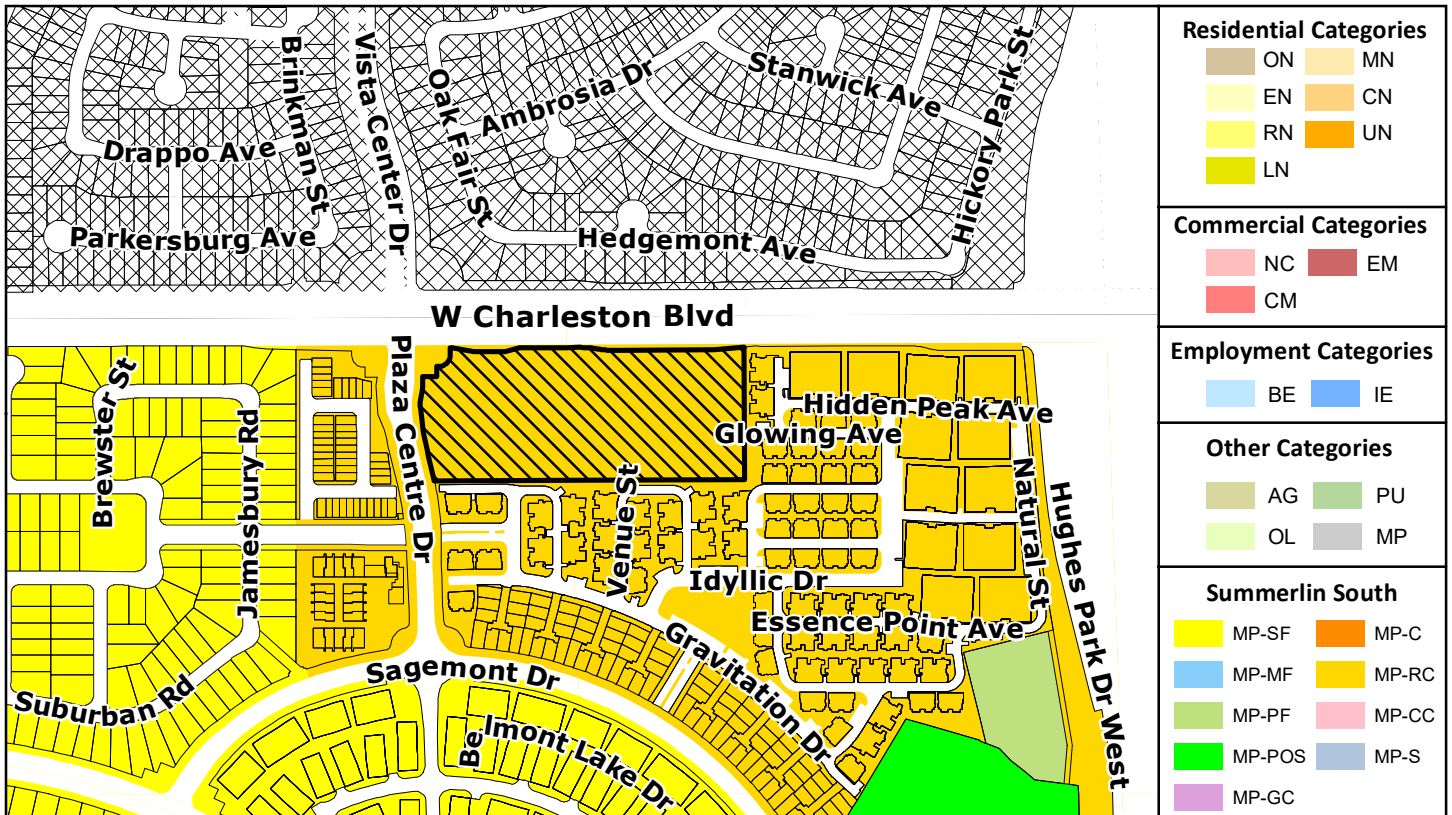 Brinkman St
Vista Center Dr
Oak Fair St
Ambrosia Dr
Stanwick Ave
Hickory Park St
Drappo Ave
Parkersburg Ave
Hedgemont Ave
W Charleston Blvd
Brewster St
Jamesbury Rd
Plaza Centre Dr
Hidden Peak Ave
Glowing Ave
Venue St
Natural St
Hughes Park Dr West
Idyllic Dr
Essence Point Ave
Gravitation Dr
Sagemont Dr
Suburban Rd
Belmont Lake Dr
Residential Categories
ON MN
EN CN
RN UN
LN
Commercial Categories
NC EM
CM
Employment Categories
BE IE
Other Categories
AG PU
OL MP
Summerlin South
MP-SF MP-C
MP-MF MP-RC
MP-PF MP-CC
MP-POS MP-S
MP-GC